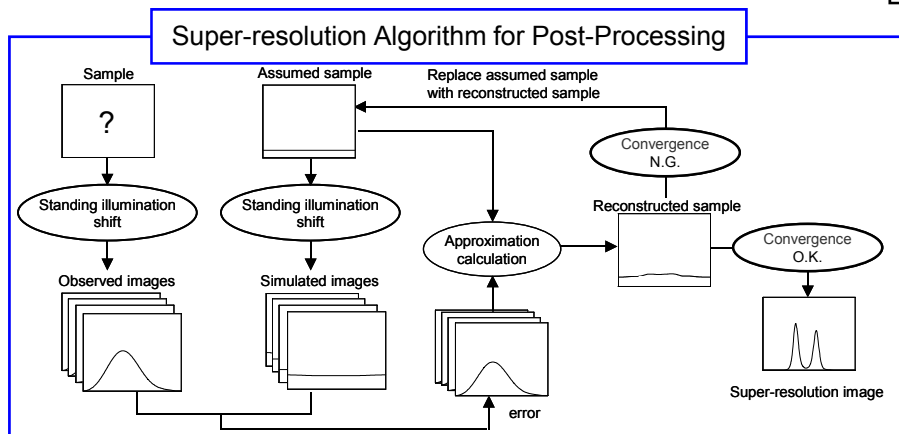 Super-resolution Algorithm for Post-Processing
Sample
?
Standing illumination
shift
Observed images
Assumed sample
Standing illumination
shift
Simulated images
Replace assumed sample
with reconstructed sample
Approximation
calculation
error
Convergence
N.G.
Reconstructed sample
Convergence
O.K.
Super-resolution image